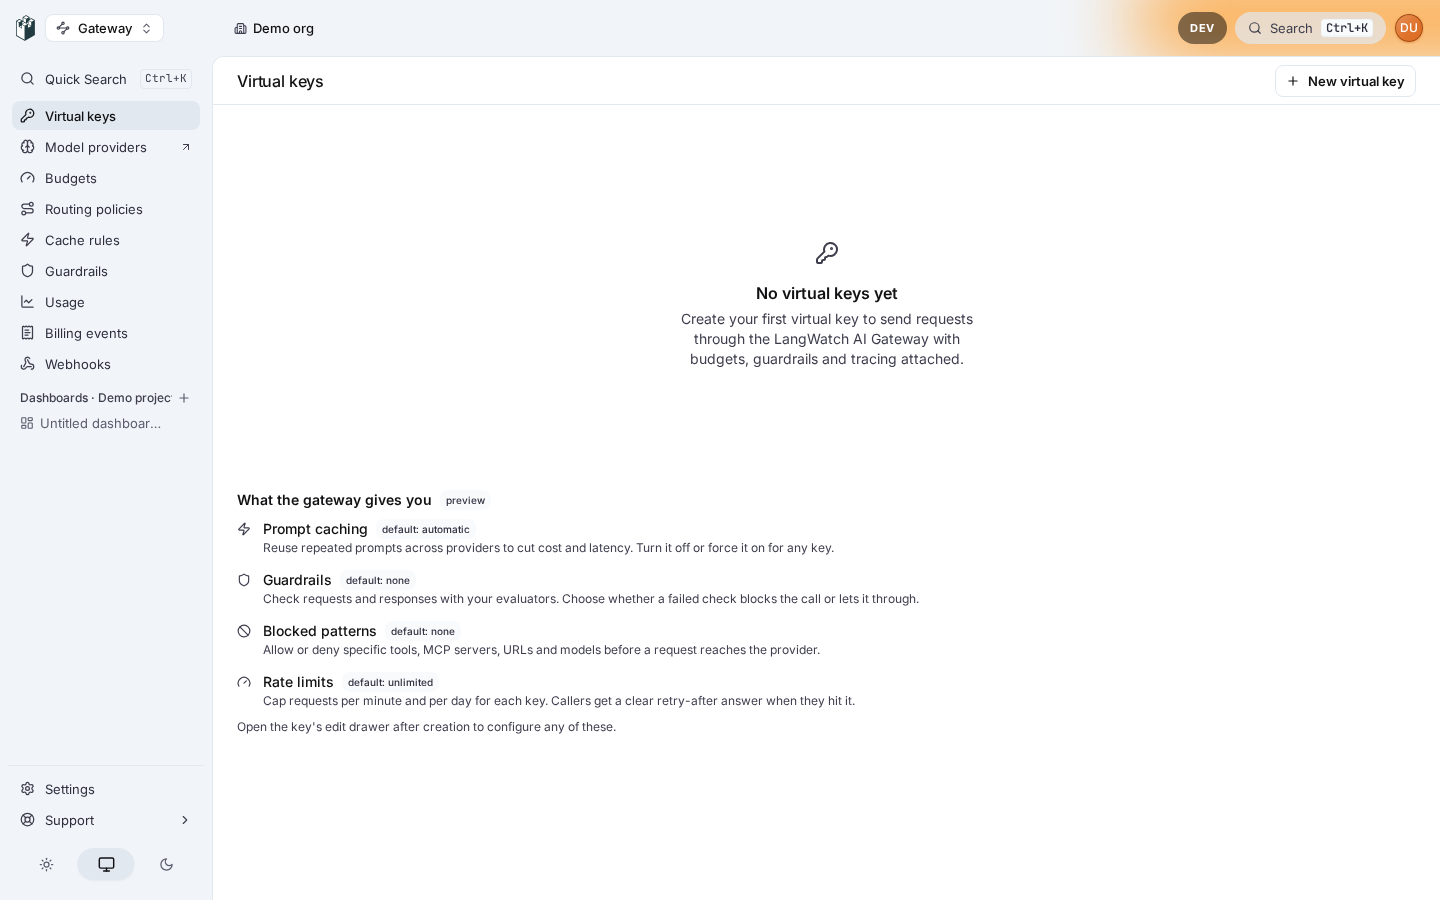 Gateway
Demo org
DEV
Search Ctrl+K
DU
Quick Search Ctrl+K
Virtual keys
Model providers
Budgets
Routing policies
Cache rules
Guardrails
Usage
Billing events
Webhooks
Dashboards · Demo project
Untitled dashboar...
Settings
Support
Virtual keys
New virtual key
No virtual keys yet
Create your first virtual key to send requests
through the LangWatch AI Gateway with
budgets, guardrails and tracing attached.
What the gateway gives you preview
Prompt caching default: automatic
Reuse repeated prompts across providers to cut cost and latency. Turn it off or force it on for any key.
Guardrails default: none
Check requests and responses with your evaluators. Choose whether a failed check blocks the call or lets it through.
Blocked patterns default: none
Allow or deny specific tools, MCP servers, URLs and models before a request reaches the provider.
Rate limits default: unlimited
Cap requests per minute and per day for each key. Callers get a clear retry-after answer when they hit it.
Open the key's edit drawer after creation to configure any of these.